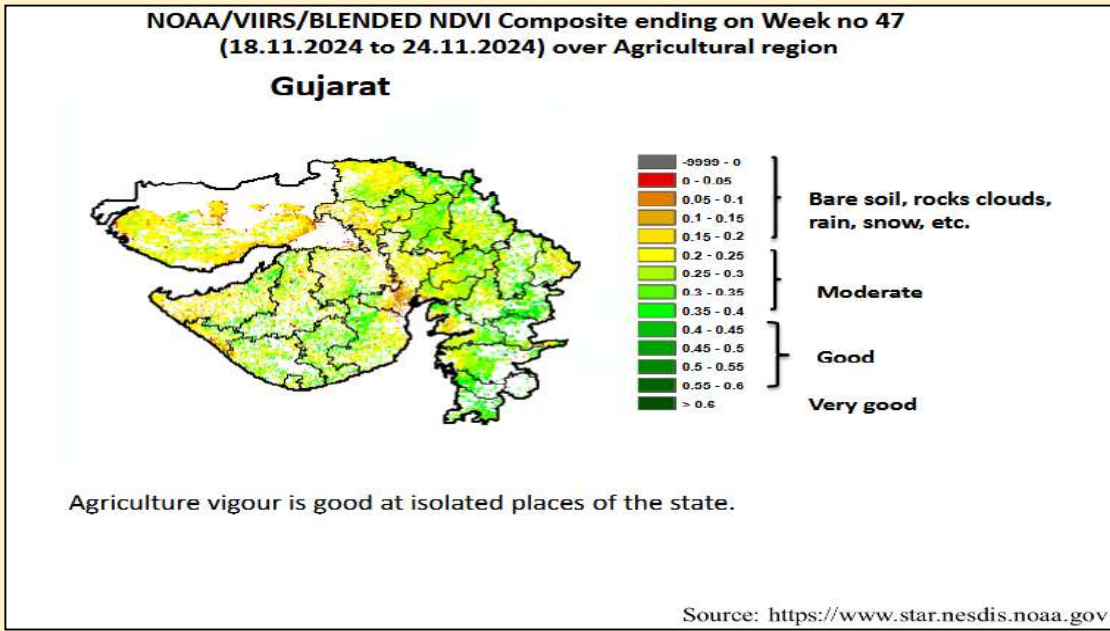 NOAA/VIIRS/BLENDED NDVI Composite ending on Week no 47
(18.11.2024 to 24.11.2024) over Agricultural region
Gujarat
-9999 - 0
0 - 0.05
0.05 - 0.1
0.1 - 0.15
0.15 - 0.2
0.2 - 0.25
0.25 - 0.3
0.3 - 0.35
0.35 - 0.4
0.4 - 0.45
0.45 - 0.5
0.5 - 0.55
0.55 - 0.6
> 0.6
Bare soil, rocks clouds,
rain, snow, etc.
Moderate
Good
Very good
Agriculture vigour is good at isolated places of the state.
Source: https://www.star.nesdis.noaa.gov